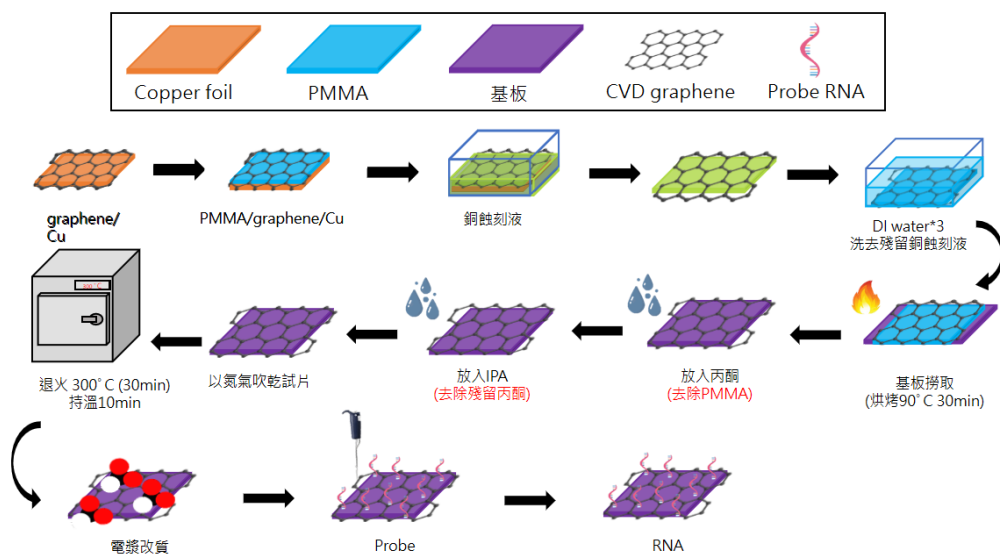 Copper foil
PMMA
基板
CVD graphene
Probe RNA
graphene/
Cu
PMMA/graphene/Cu
銅蝕刻液
DI water*3
洗去殘留銅蝕刻液
基板撈取
(烘烤90°C 30min)
放入丙酮
(去除PMMA)
放入IPA
(去除殘留丙酮)
以氮氣吹乾試片
300°C
退火 300°C (30min)
持溫10min
電漿改質
Probe
RNA